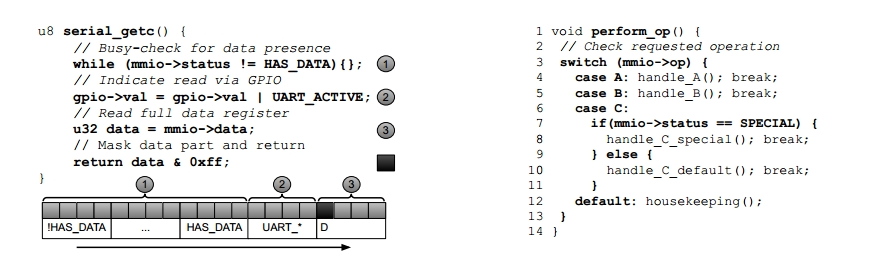 u8 serial_getc() {
// Busy-check for data presence
while (mmio->status != HAS_DATA){}; 1
// Indicate read via GPIO
gpio->val = gpio->val | UART_ACTIVE; 2
// Read full data register
u32 data = mmio->data; 3
// Mask data part and return
return data & 0xff;
}
1 2 3
!HAS_DATA ... HAS_DATA UART_* D
1 void perform_op() {
2 // Check requested operation
3 switch (mmio->op) {
4 case A: handle_A(); break;
5 case B: handle_B(); break;
6 case C:
7 if(mmio->status == SPECIAL) {
8 handle_C_special(); break;
9 } else {
10 handle_C_default(); break;
11 }
12 default: housekeeping();
13 }
14 }